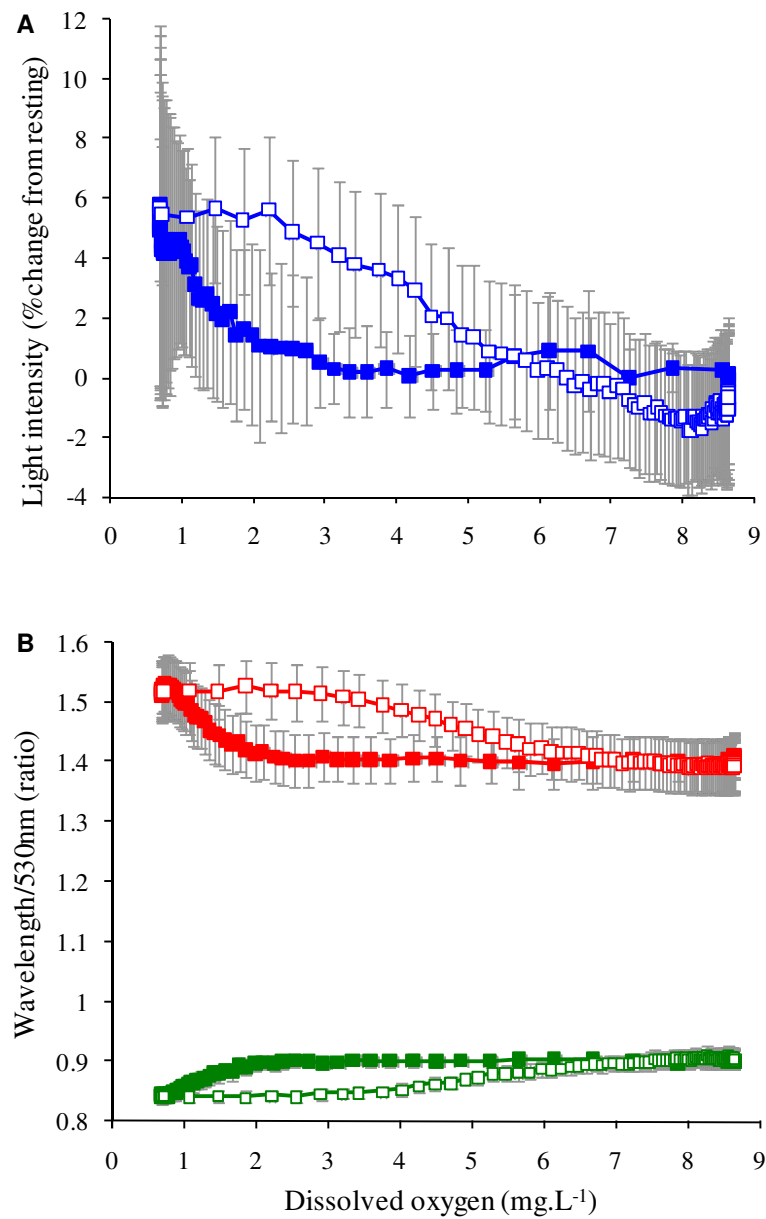 A
Light intensity (%change from resting)
12
10
8
6
4
2
0
-2
-4
0 1 2 3 4 5 6 7 8 9
B
Wavelength/530nm (ratio)
1.6
1.5
1.4
1.3
1.2
1.1
1
0.9
0.8
0 1 2 3 4 5 6 7 8 9
Dissolved oxygen (mg.L⁻¹)